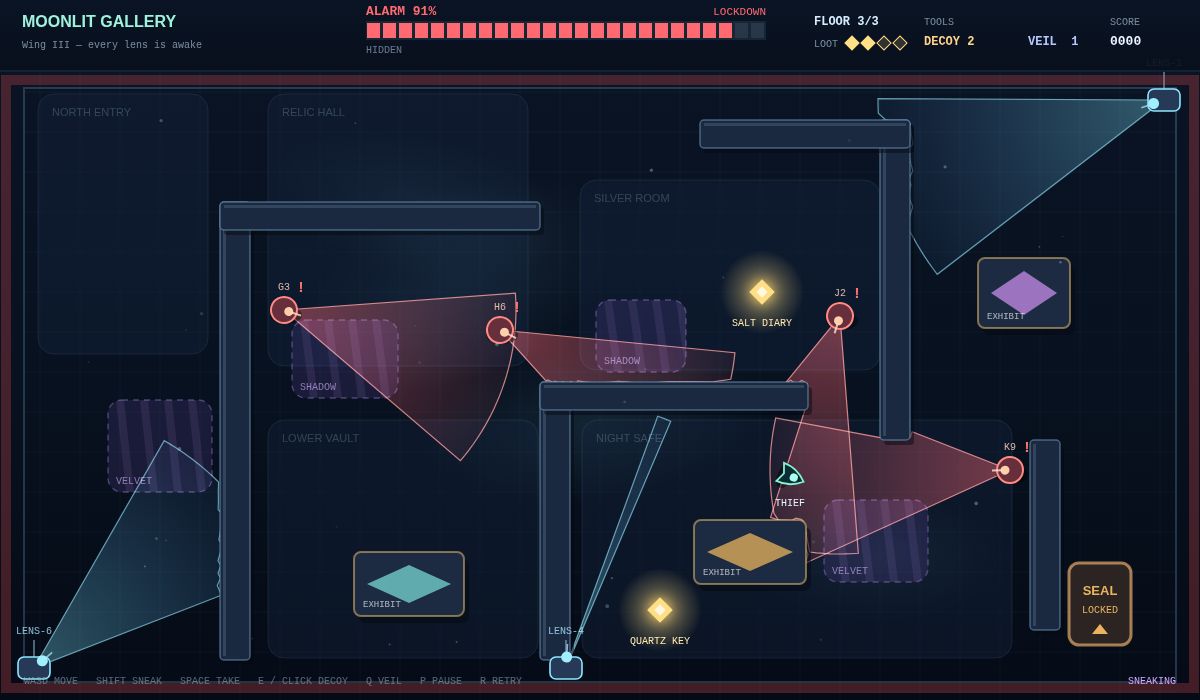 MOONLIT GALLERY
Wing III — every lens is awake
ALARM 91%
LOCKDOWN
HIDDEN
FLOOR 3/3
TOOLS
SCORE
LOOT
DECOY 2
VEIL 1
0000
LENS-1
NORTH ENTRY
RELIC HALL
SILVER ROOM
G3 !
H6 !
J2 !
SALT DIARY
EXHIBIT
SHADOW
SHADOW
LOWER VAULT
NIGHT SAFE
K9 !
VELVET
THIEF
EXHIBIT
VELVET
EXHIBIT
SEAL
LOCKED
LENS-6
LENS-4
QUARTZ KEY
WASD MOVE SHIFT SNEAK SPACE TAKE E / CLICK DECOY Q VEIL P PAUSE R RETRY
SNEAKING